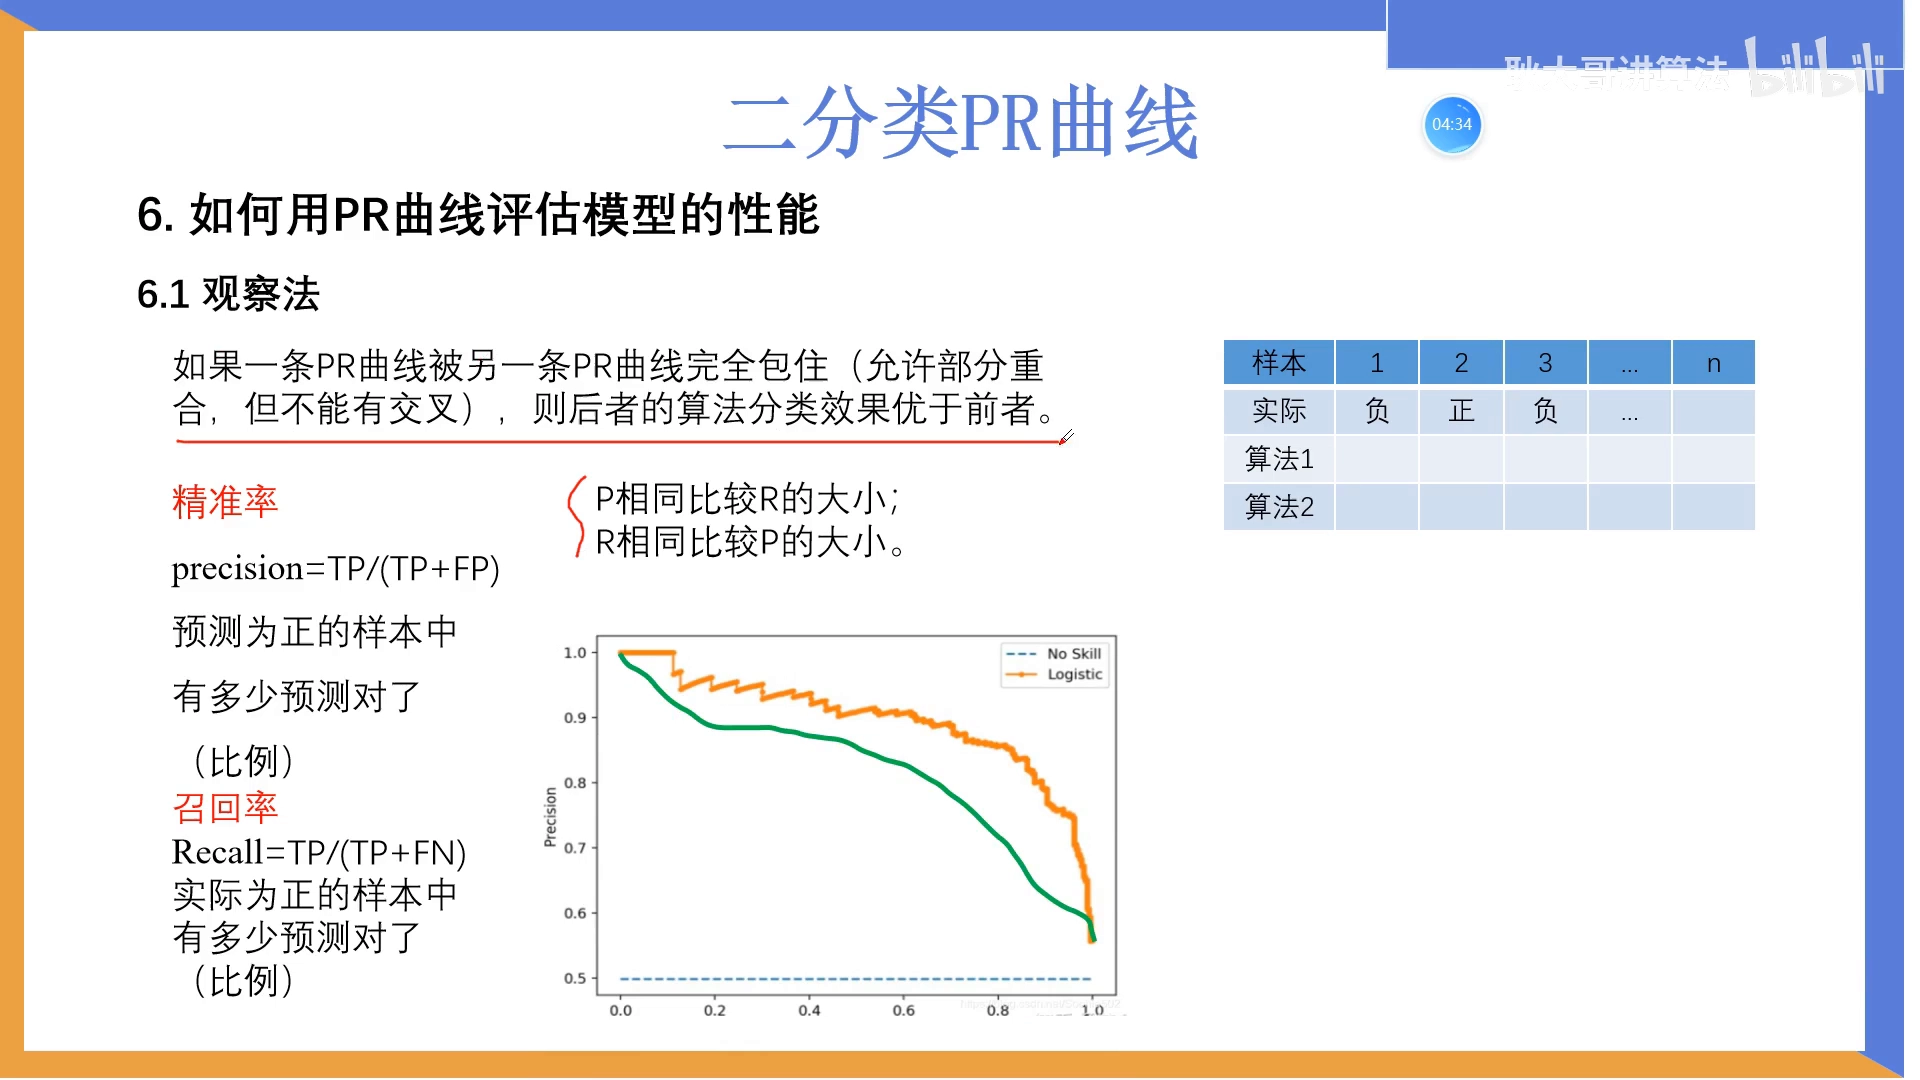 耿大哥讲算法 bilibili
二分类PR曲线
04:34
6. 如何用PR曲线评估模型的性能
6.1 观察法
如果一条PR曲线被另一条PR曲线完全包住（允许部分重
合，但不能有交叉），则后者的算法分类效果优于前者。
样本 1 2 3 ... n
实际 负 正 负 ...
算法1
算法2
精准率
precision=TP/(TP+FP)
预测为正的样本中
有多少预测对了
（比例）
召回率
Recall=TP/(TP+FN)
实际为正的样本中
有多少预测对了
（比例）
P相同比较R的大小；
R相同比较P的大小。
No Skill
Logistic
Precision
1.0
0.9
0.8
0.7
0.6
0.5
0.0 0.2 0.4 0.6 0.8 1.0